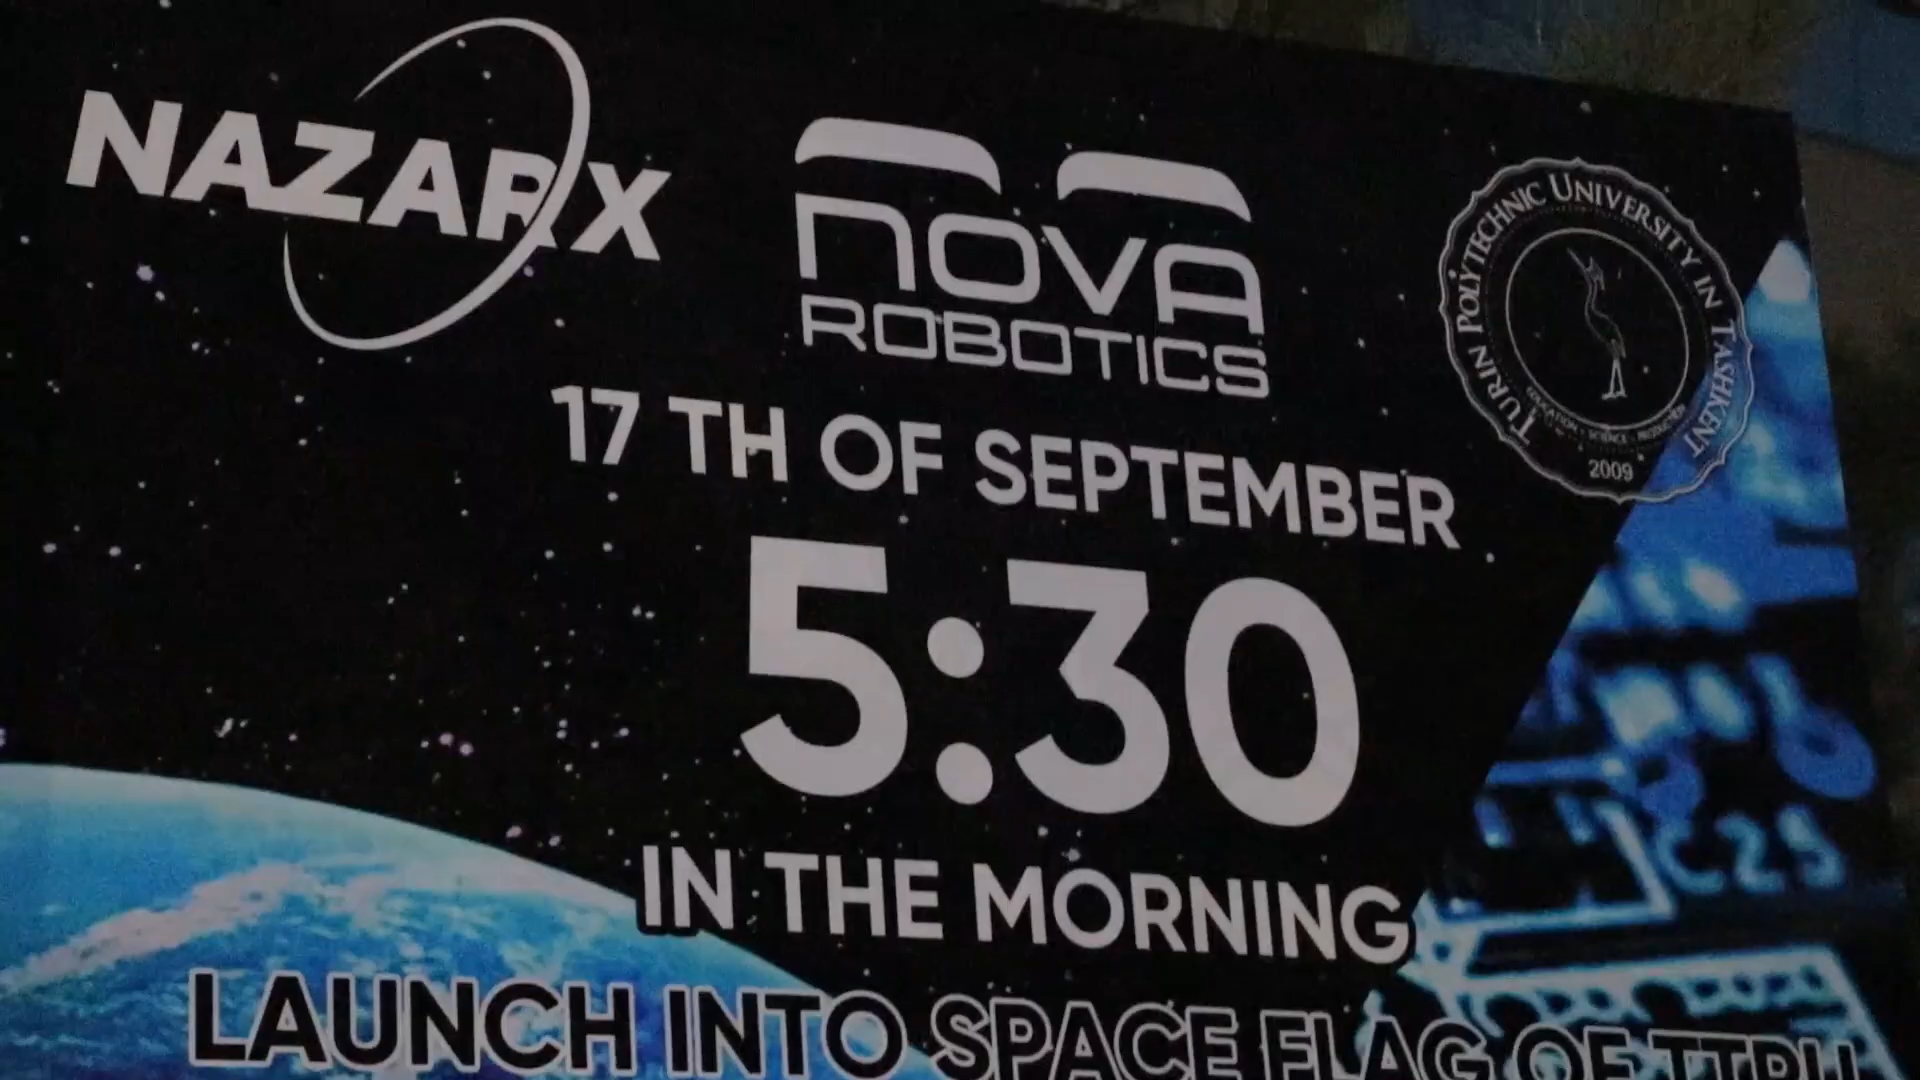 NAZARX
nOVA
ROBOTICS
TURIN POLYTECHNIC UNIVERSITY IN TASHKENT
EDUCATION - SCIENCE - PRODUCTION
2009
17 TH OF SEPTEMBER
5:30
IN THE MORNING
C25
LAUNCH INTO SPACE FLAG OF TTPU